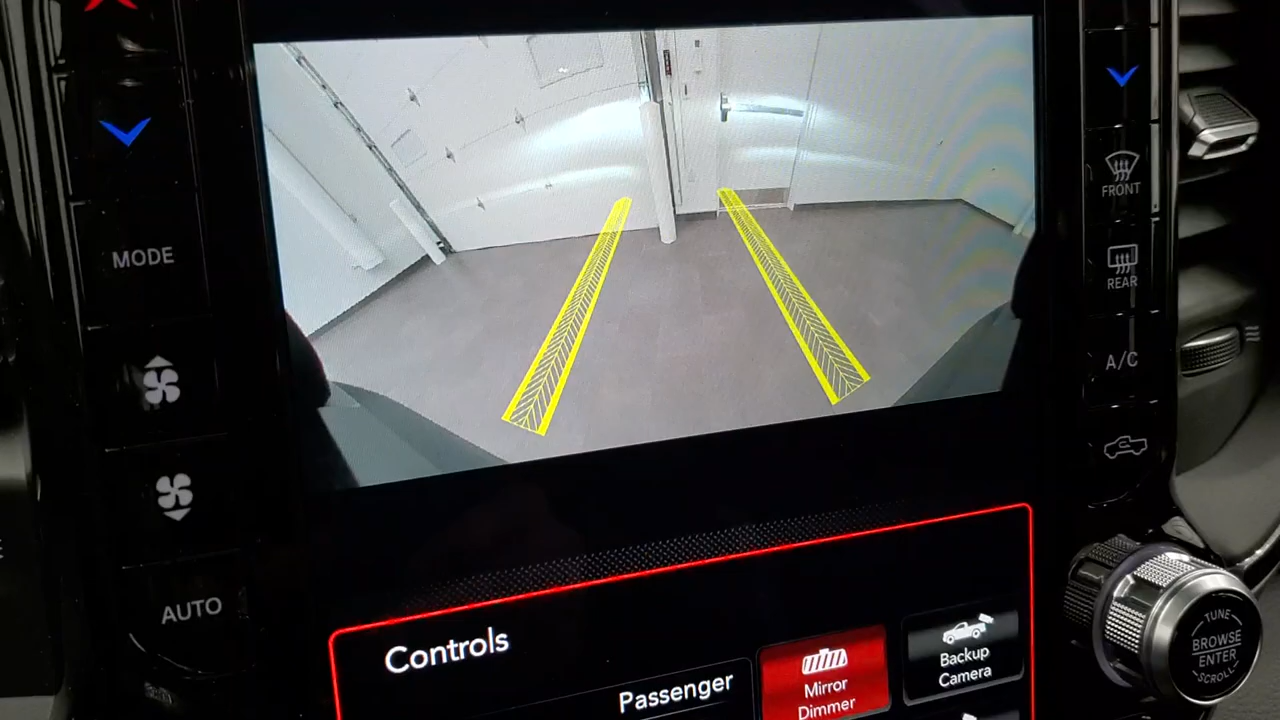 MODE
AUTO
FRONT
REAR
A/C
Controls
Passenger
Mirror
Dimmer
Backup
Camera
TUNE
BROWSE
ENTER
SCROLL